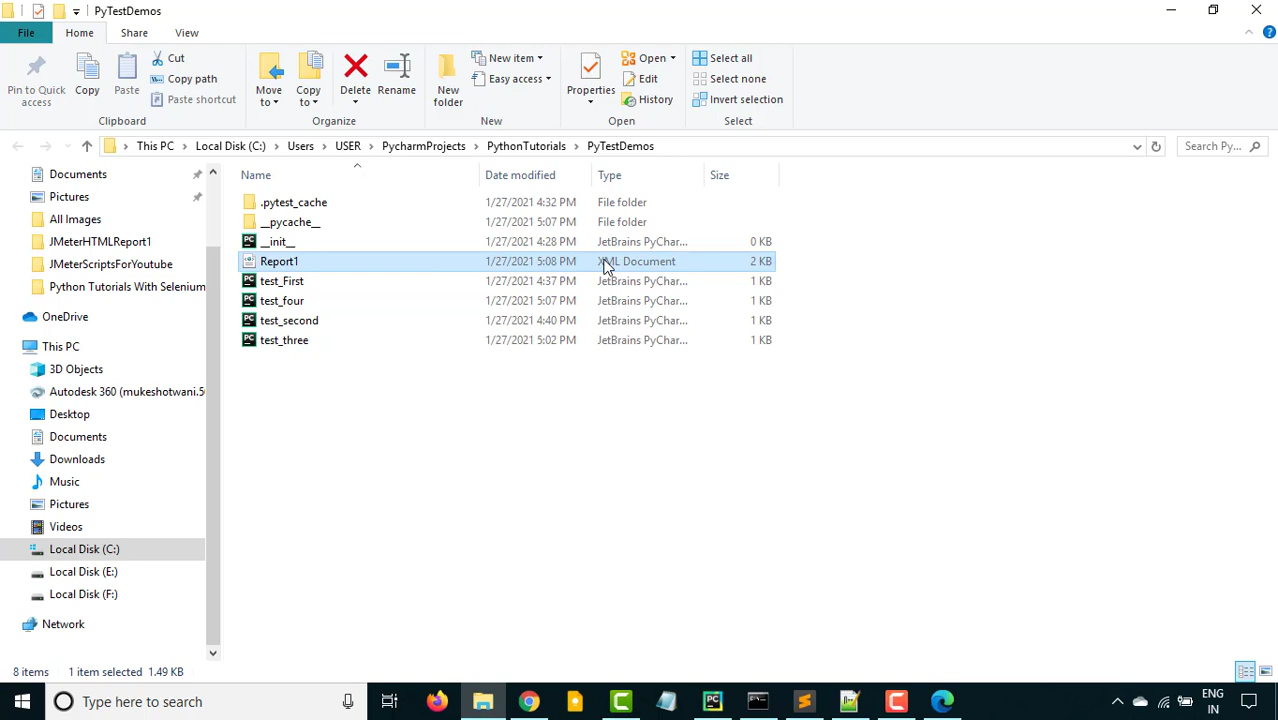 PyTestDemos
File Home Share View
Pin to Quick access
Copy
Paste
Cut
Copy path
Paste shortcut
Move to
Copy to
Delete
Rename
New folder
New item
Easy access
Properties
Open
Edit
History
Select all
Select none
Invert selection
Clipboard Organize New Open Select
This PC Local Disk (C:) Users USER PycharmProjects PythonTutorials PyTestDemos Search Py...
Documents
Pictures
All Images
JMeterHTMLReport1
JMeterScriptsForYoutube
Python Tutorials With Selenium
OneDrive
This PC
3D Objects
Autodesk 360 (mukeshotwani.5
Desktop
Documents
Downloads
Music
Pictures
Videos
Local Disk (C:)
Local Disk (E:)
Local Disk (F:)
Network
Name Date modified Type Size
.pytest_cache 1/27/2021 4:32 PM File folder
__pycache__ 1/27/2021 5:07 PM File folder
__init__ 1/27/2021 4:28 PM JetBrains PyChar... 0 KB
Report1 1/27/2021 5:08 PM XML Document 2 KB
test_First 1/27/2021 4:37 PM JetBrains PyChar... 1 KB
test_four 1/27/2021 5:07 PM JetBrains PyChar... 1 KB
test_second 1/27/2021 4:40 PM JetBrains PyChar... 1 KB
test_three 1/27/2021 5:02 PM JetBrains PyChar... 1 KB
8 items 1 item selected 1.49 KB
Type here to search
ENG
IN